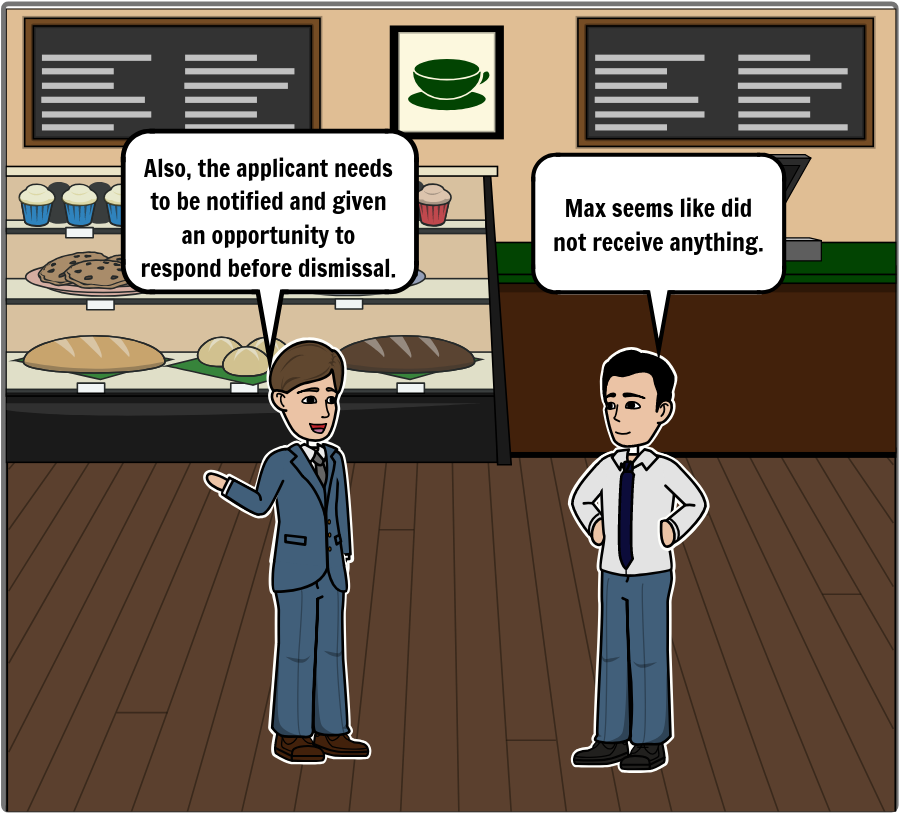 Also, the applicant needs
to be notified and given
an opportunity to
respond before dismissal.
Max seems like did
not receive anything.